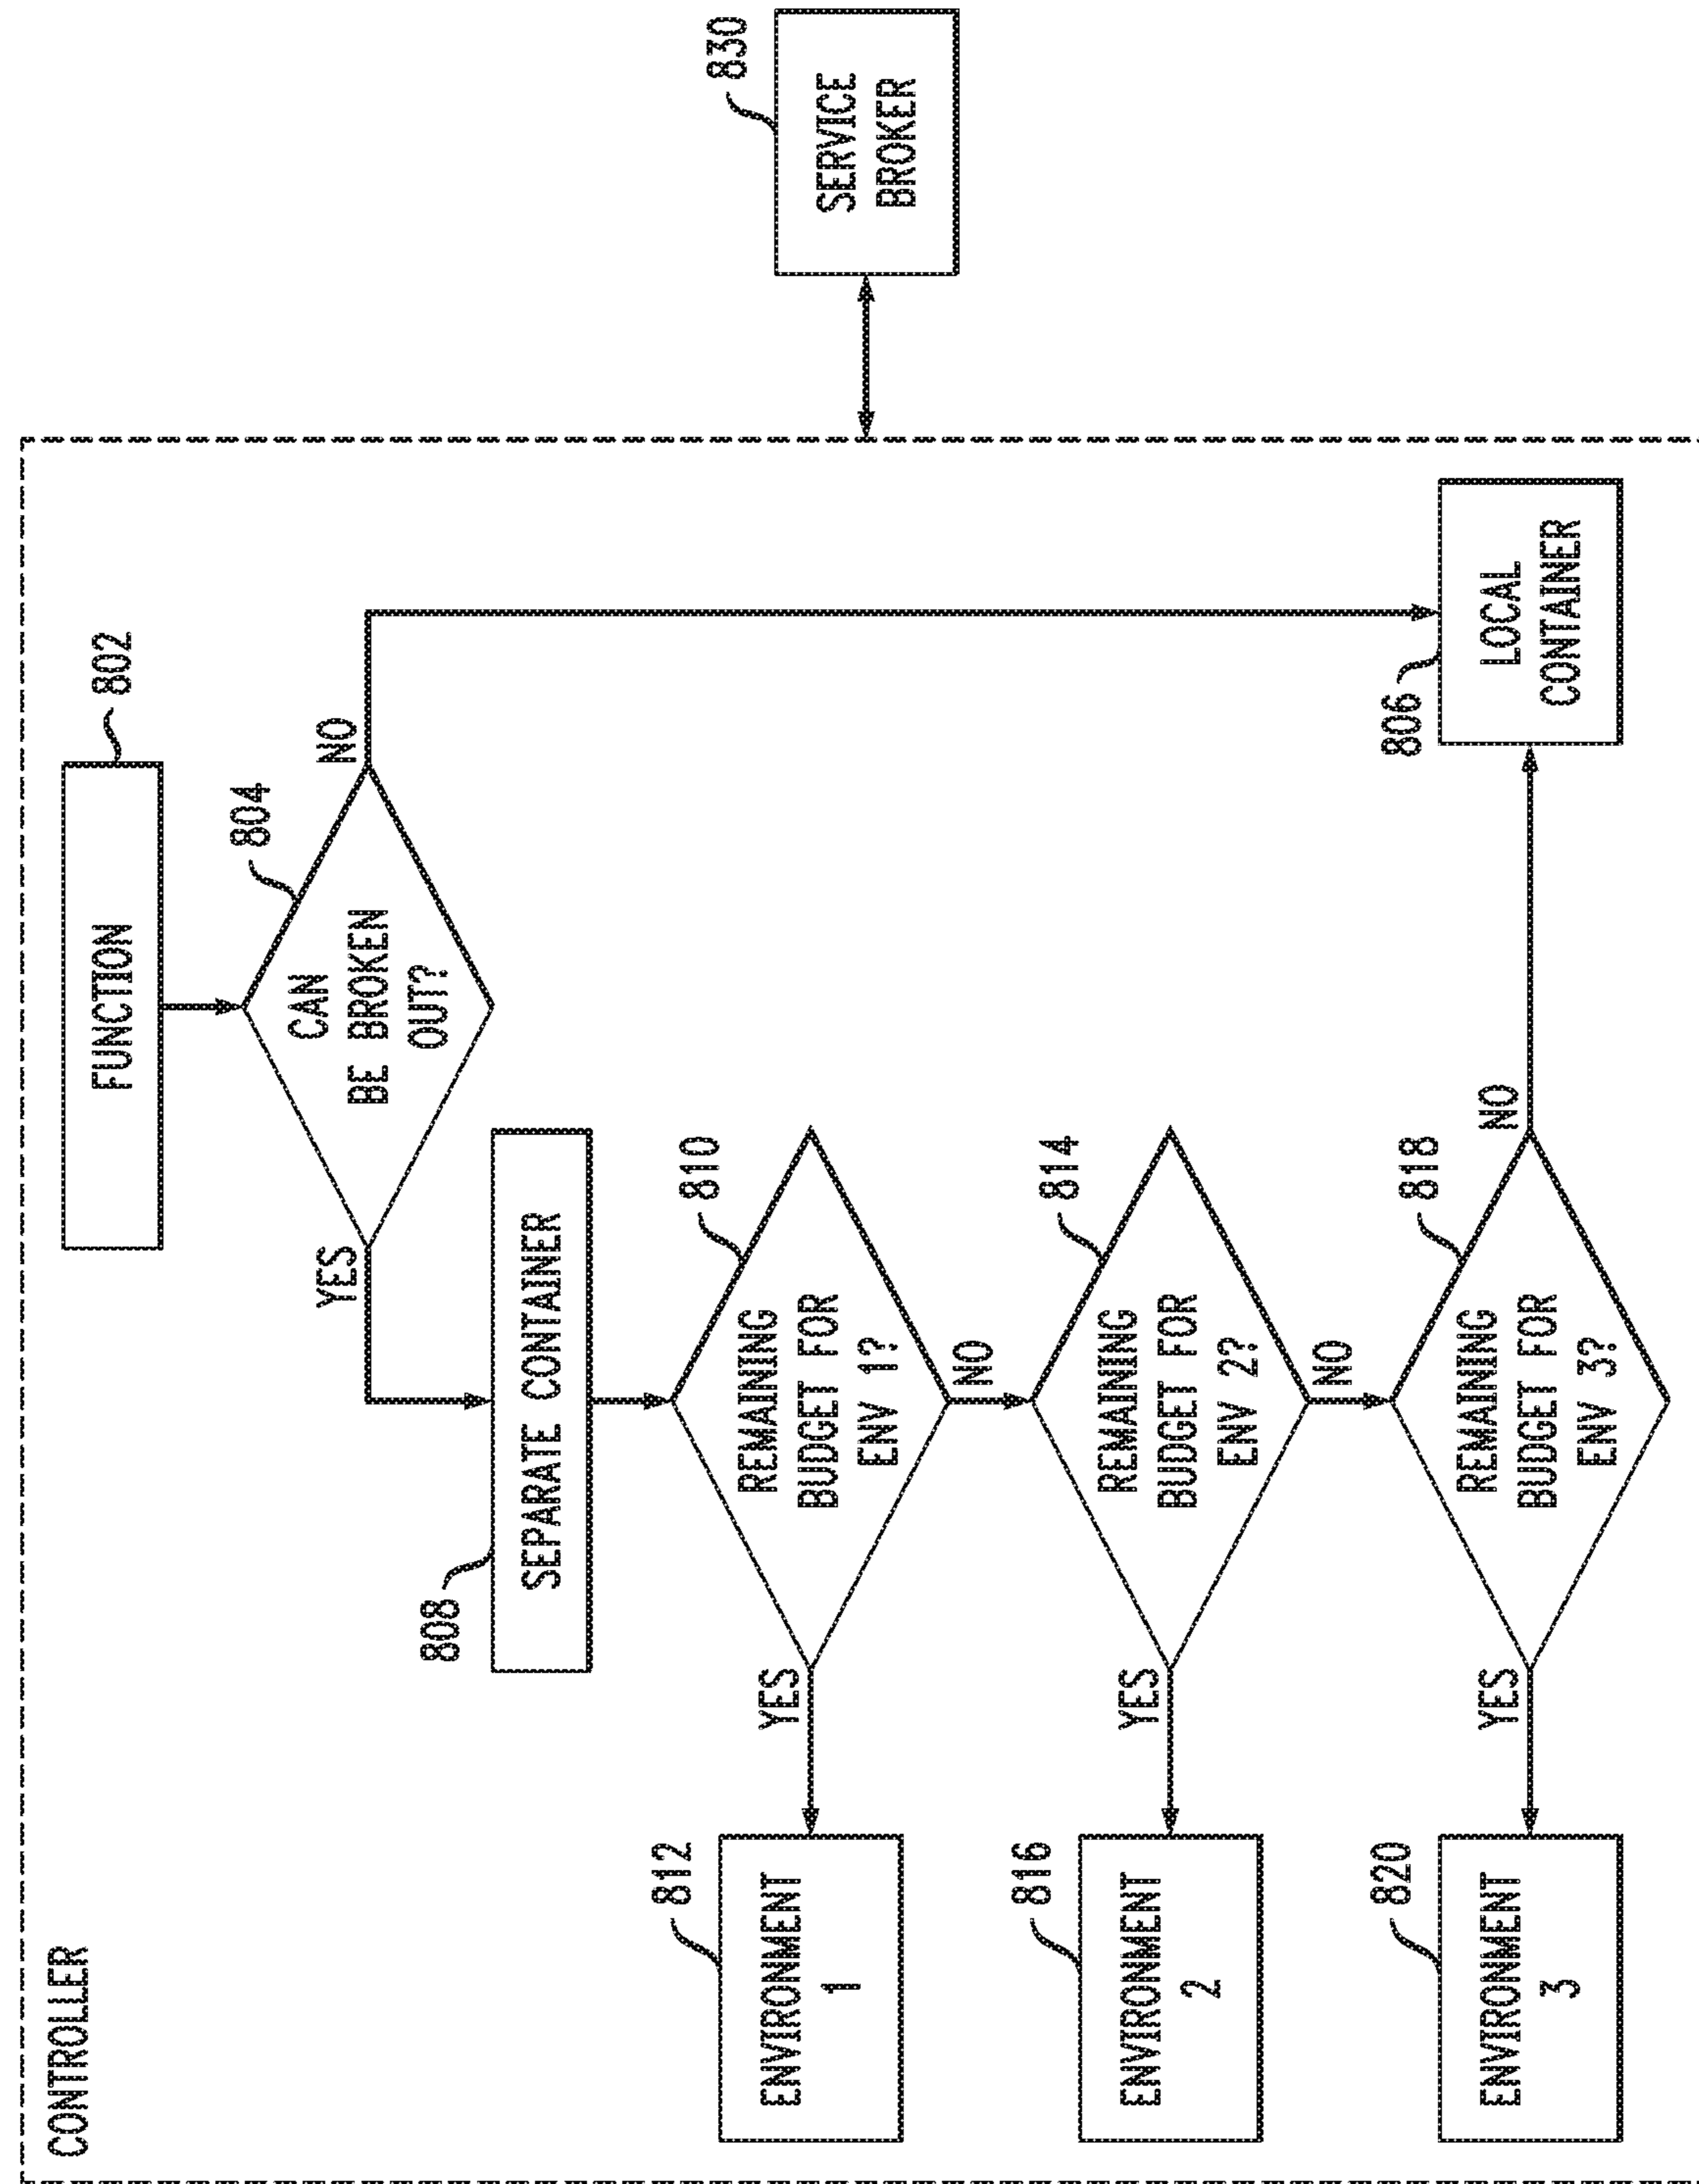 CONTROLLER
FUNCTION
802
CAN
BE BROKEN
OUT?
804
YES
NO
808
SEPARATE CONTAINER
REMAINING
BUDGET FOR
ENV 1?
810
YES
NO
ENVIRONMENT
1
812
REMAINING
BUDGET FOR
ENV 2?
814
YES
NO
ENVIRONMENT
2
816
REMAINING
BUDGET FOR
ENV 3?
818
YES
NO
ENVIRONMENT
3
820
806
LOCAL
CONTAINER
SERVICE
BROKER
830